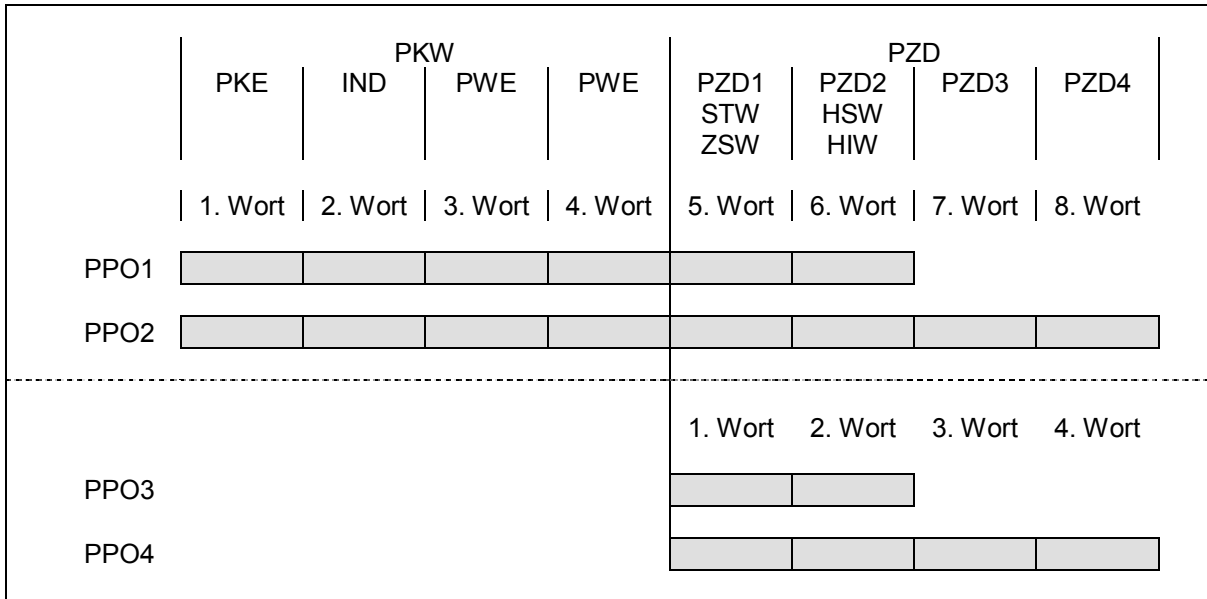 PKW PZD
PKE IND PWE PWE PZD1 PZD2 PZD3 PZD4
STW HSW
ZSW HIW
1. Wort 2. Wort 3. Wort 4. Wort 5. Wort 6. Wort 7. Wort 8. Wort
PPO1
PPO2
1. Wort 2. Wort 3. Wort 4. Wort
PPO3
PPO4